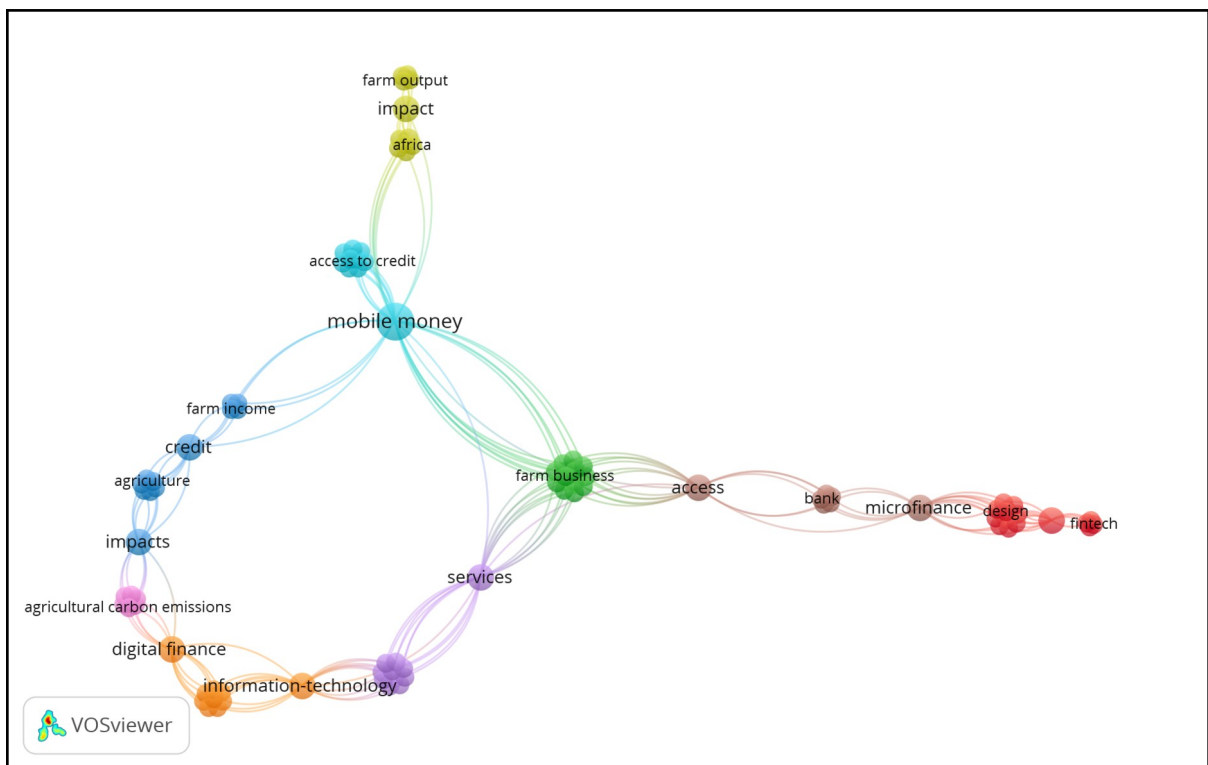 farm output
impact
africa
access to credit
mobile money
farm income
credit
agriculture
farm business
access
bank
microfinance
design
fintech
impacts
services
agricultural carbon emissions
digital finance
information-technology
VOSviewer